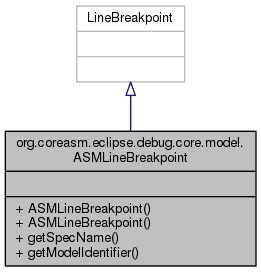 LineBreakpoint
org.coreasm.eclipse.debug.core.model.
ASMLineBreakpoint
+ ASMLineBreakpoint()
+ ASMLineBreakpoint()
+ getSpecName()
+ getModelIdentifier()